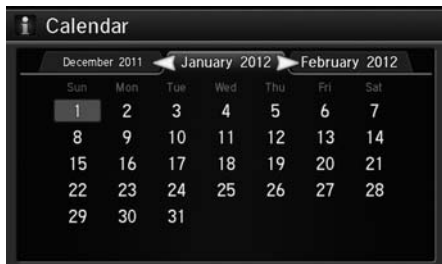 i Calendar
December 2011 January 2012 February 2012
Sun Mon Tue Wed Thu Fri Sat
1 2 3 4 5 6 7
8 9 10 11 12 13 14
15 16 17 18 19 20 21
22 23 24 25 26 27 28
29 30 31